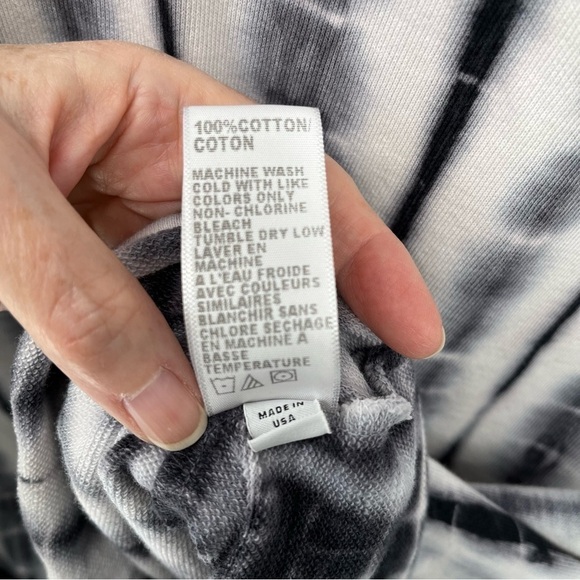 100%COTTON/
COTON
MACHINE WASH
COLD WITH LIKE
COLORS ONLY
NON- CHLORINE
BLEACH
TUMBLE DRY LOW
LAVER EN
MACHINE
A L'EAU FROIDE
AVEC COULEURS
SIMILAIRES
BLANCHIR SANS
CHLORE SECHAGE
EN MACHINE À
BASSE
TEMPERATURE
MADE IN
USA